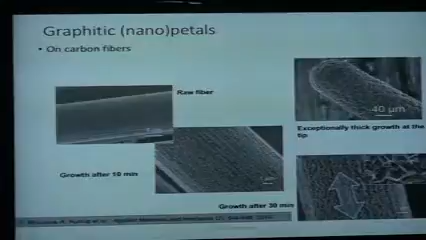 Graphitic (nano)petals
• On carbon fibers
Raw fiber
40 µm
Exceptionally thick growth at the
tip
Growth after 10 min
Growth after 30 min